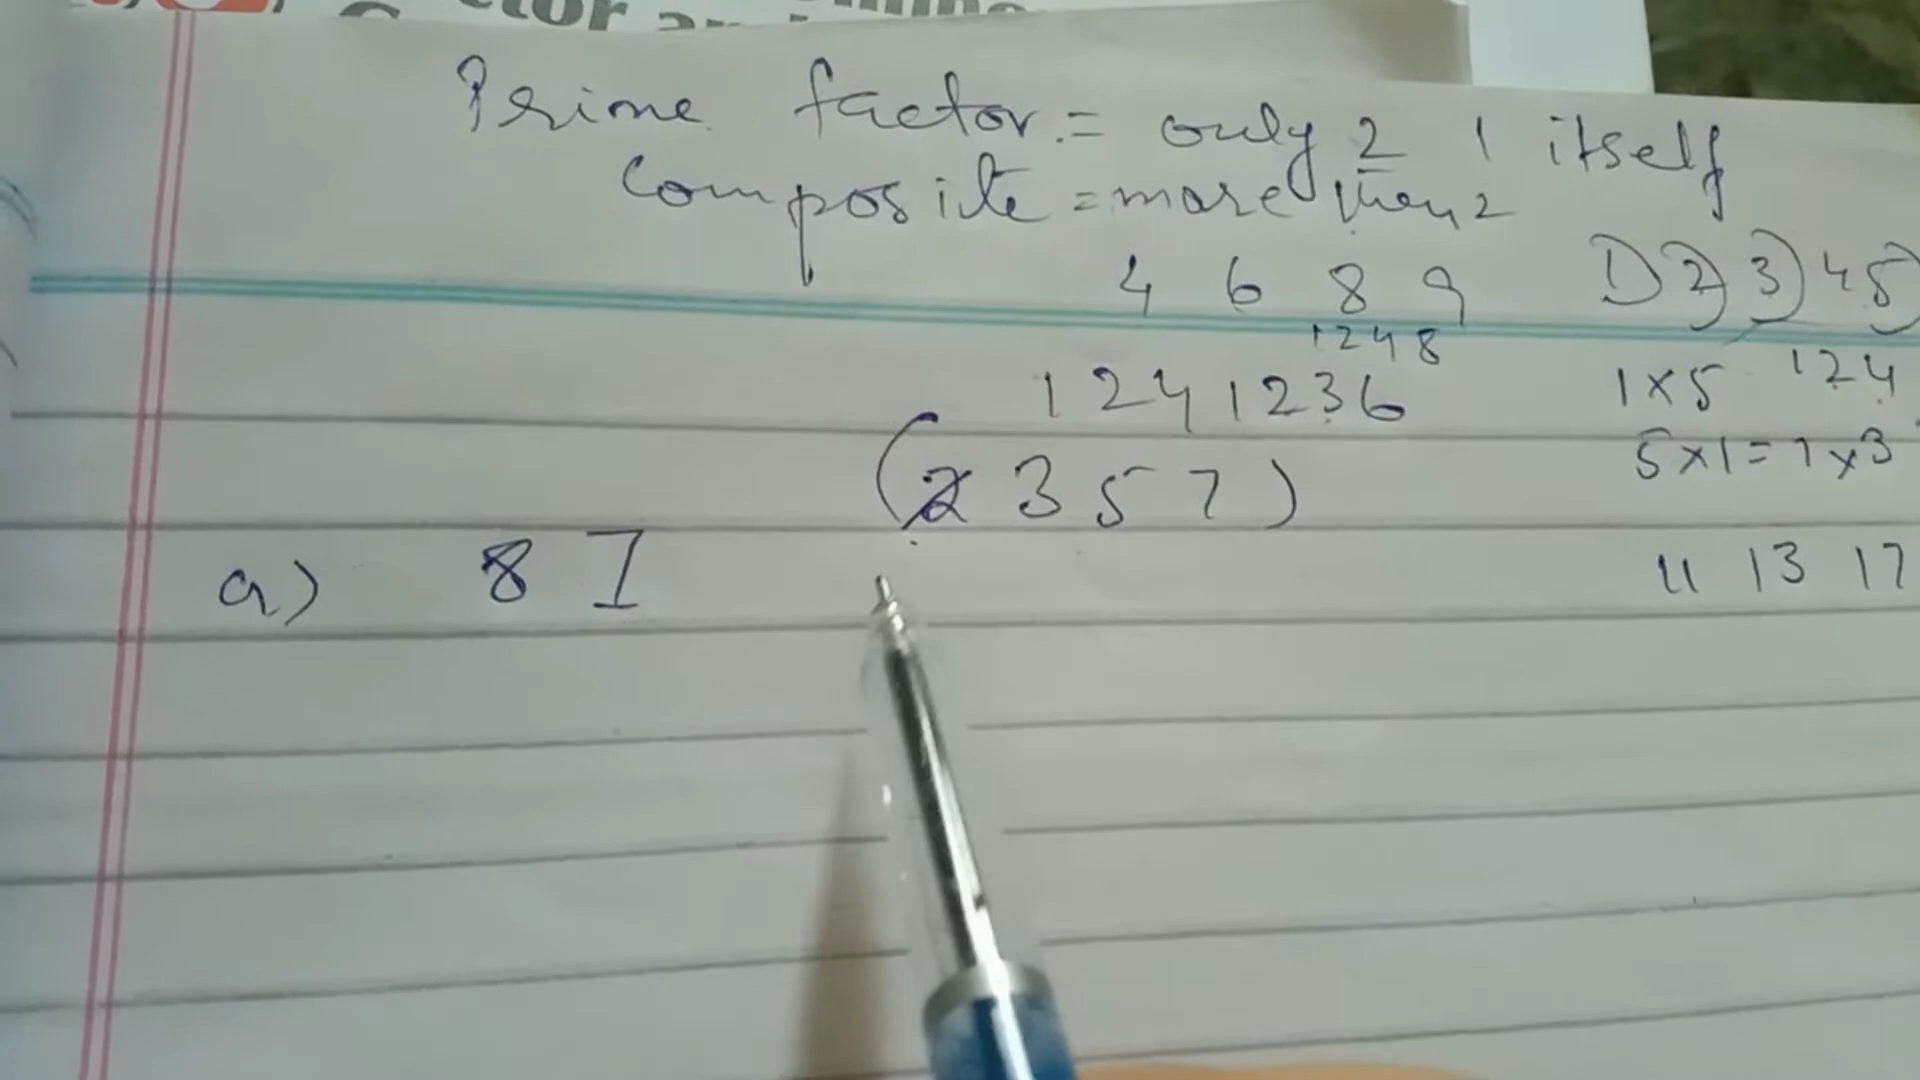 Prime factor = only 2 1 itself
Composite = more then 2
4 6 8 9 1) 2) 3) 4 5)
1 2 4 8
1 2 4 1 2 3 6 1 x 5 1 2 4
(2 3 5 7) 5 x 1 = 1 x 3
a) 8 1 11 13 17